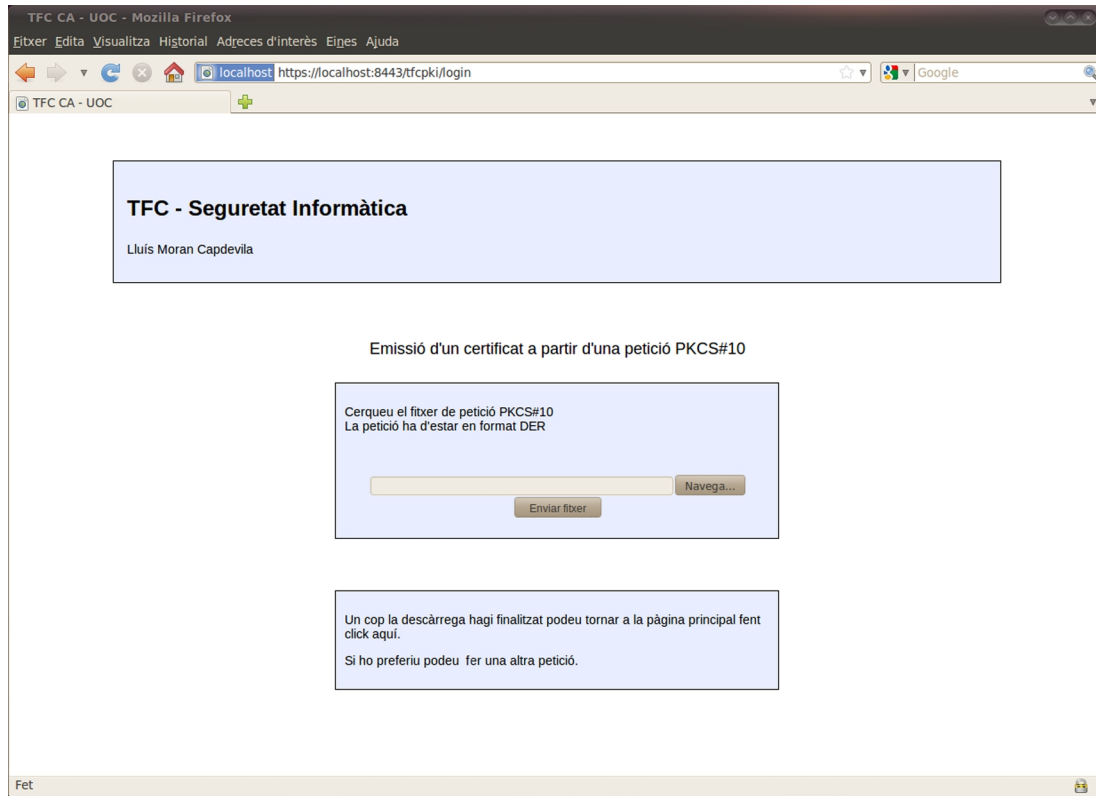 TFC CA - UOC - Mozilla Firefox
Fitxer Edita Visualitza Historial Adreces d'interès Eines Ajuda
localhost https://localhost:8443/tfcpki/login Google
TFC CA - UOC
TFC - Seguretat Informàtica
Lluís Moran Capdevila
Emissió d'un certificat a partir d'una petició PKCS#10
Cerqueu el fitxer de petició PKCS#10
La petició ha d'estar en format DER
Navega...
Enviar fitxer
Un cop la descàrrega hagi finalitzat podeu tornar a la pàgina principal fent
click aquí.
Si ho preferiu podeu fer una altra petició.
Fet